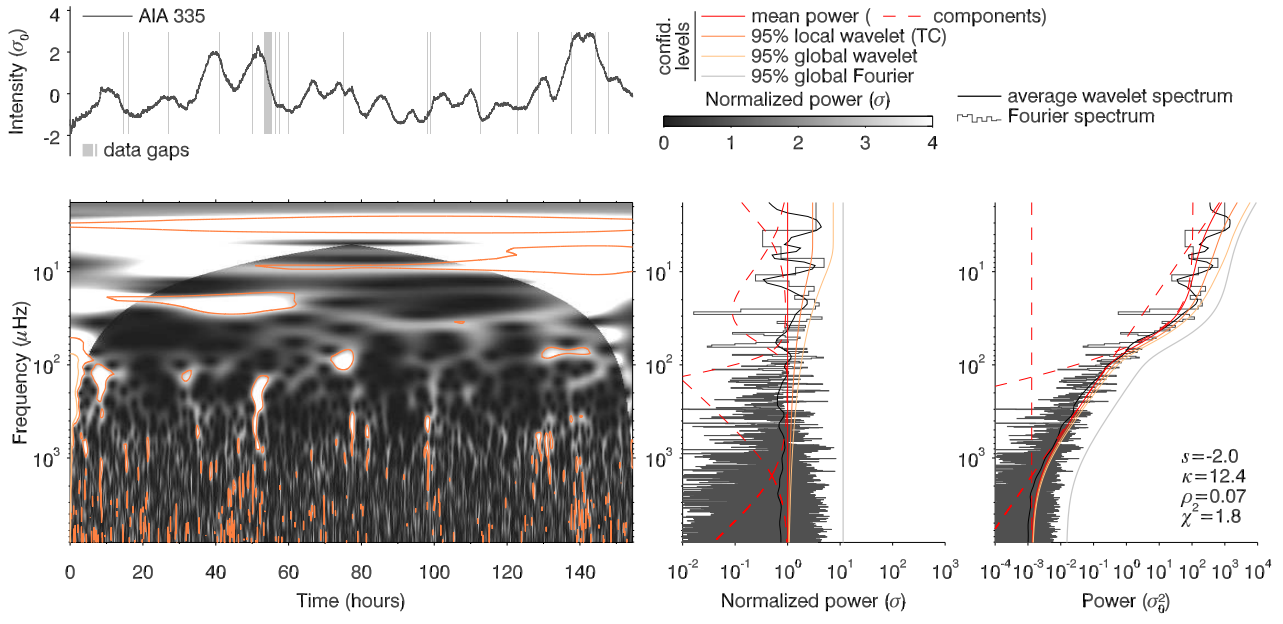 AIA 335
4
2
0
-2
Intensity (σ₀)
data gaps
confid. levels
mean power ( components)
95% local wavelet (TC)
95% global wavelet
95% global Fourier
Normalized power (σ)
0 1 2 3 4
average wavelet spectrum
Fourier spectrum
10¹
10²
10³
Frequency (μHz)
0 20 40 60 80 100 120 140
Time (hours)
10¹
10²
10³
10⁻² 10⁻¹ 10⁰ 10¹ 10² 10³
Normalized power (σ)
10¹
10²
10³
s=-2.0
κ=12.4
ρ=0.07
χ²=1.8
10⁻⁴ 10⁻³ 10⁻² 10⁻¹ 10⁰ 10¹ 10² 10³ 10⁴
Power (σ₀²)